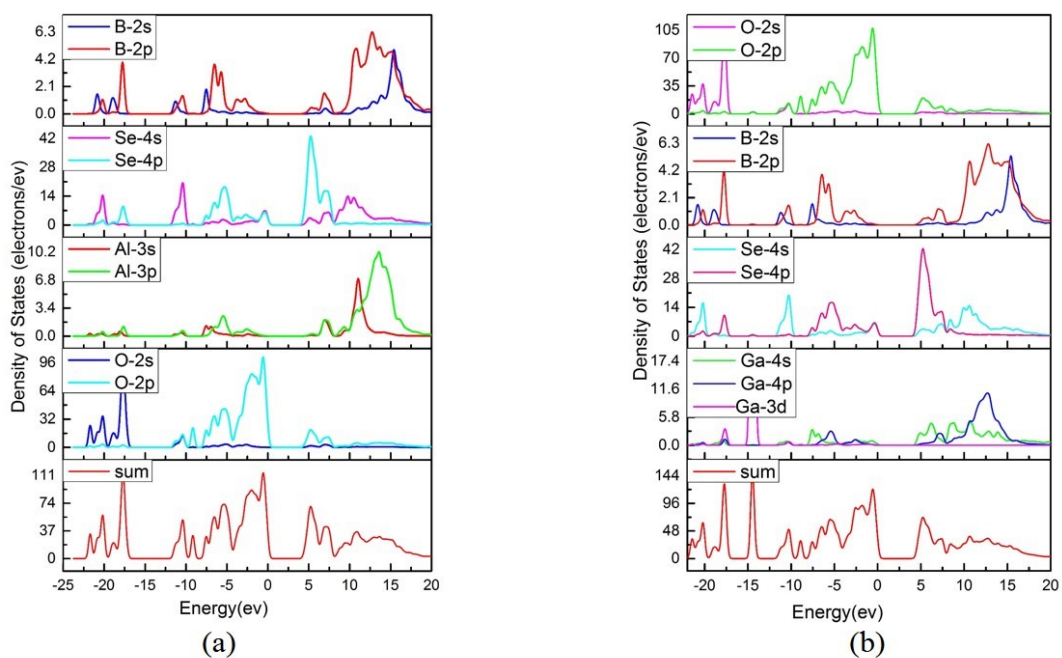 Density of States (electrons/ev)
B-2s
B-2p
6.3
4.2
2.1
0.0
Se-4s
Se-4p
42
28
14
0
Al-3s
Al-3p
10.2
6.8
3.4
0.0
O-2s
O-2p
96
64
32
0
sum
111
74
37
0
-25 -20 -15 -10 -5 0 5 10 15 20
Energy(ev)
(a)
Density of States (electrons/ev)
O-2s
O-2p
105
70
35
0
B-2s
B-2p
6.3
4.2
2.1
0.0
Se-4s
Se-4p
42
28
14
0
Ga-4s
Ga-4p
Ga-3d
17.4
11.6
5.8
0.0
sum
144
96
48
0
-20 -15 -10 -5 0 5 10 15 20
Energy(ev)
(b)